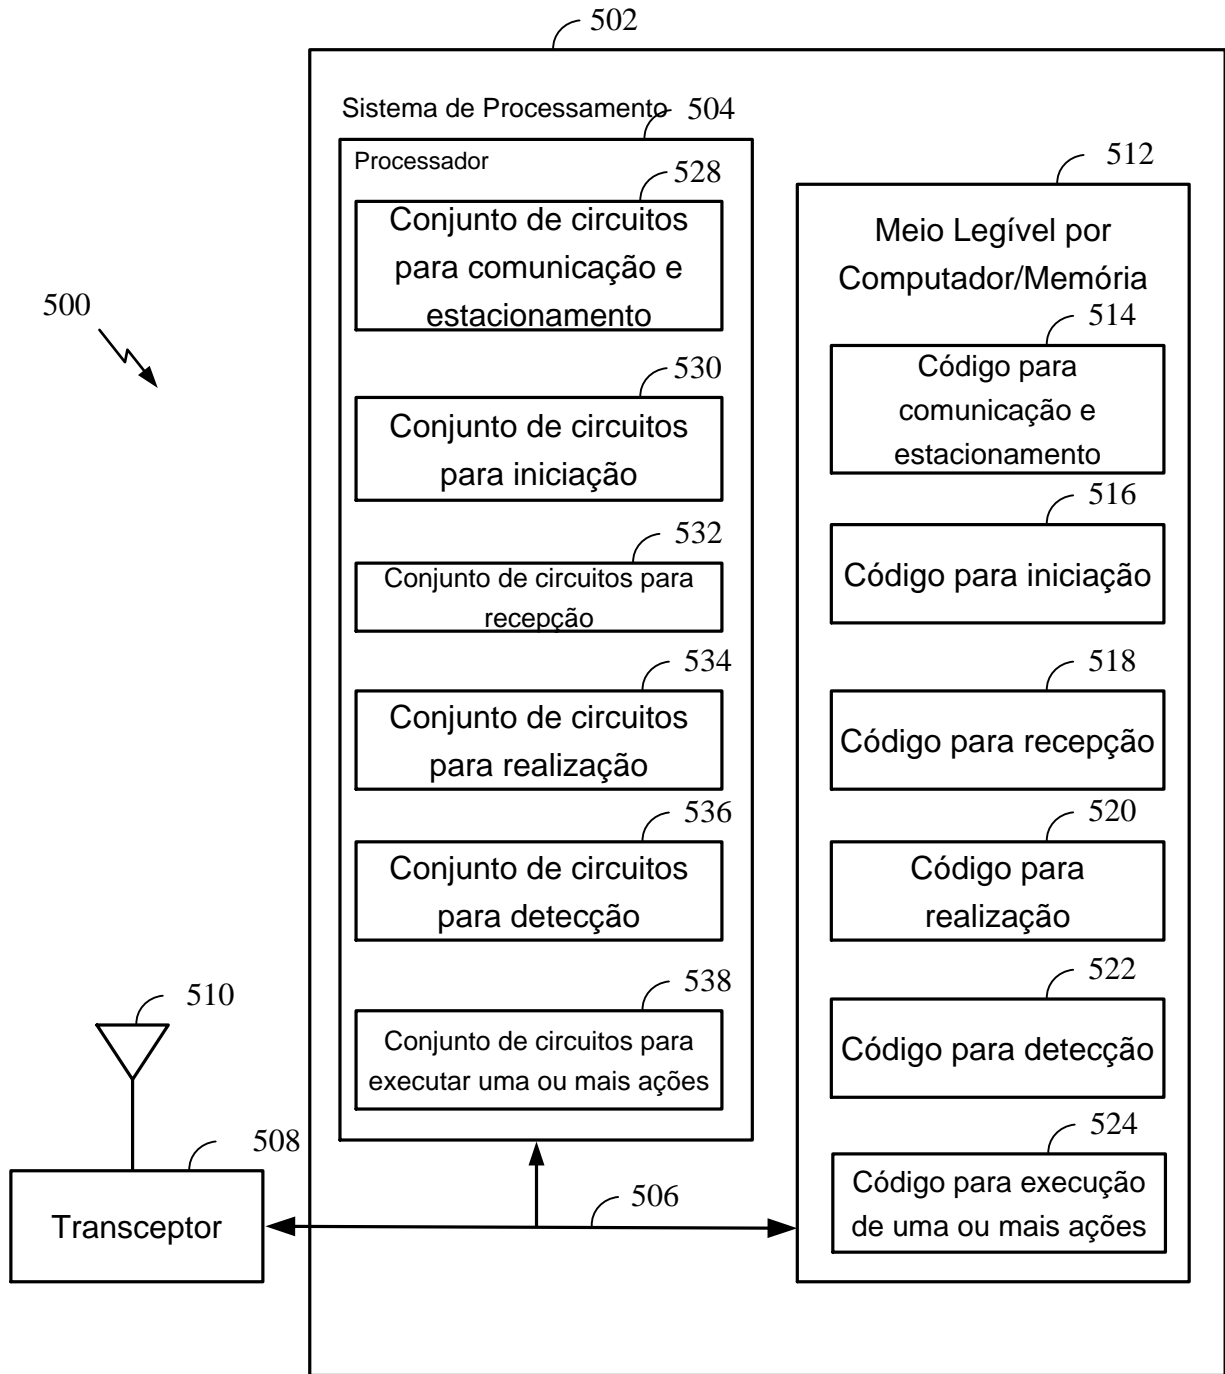 502
Sistema de Processamento
504
Processador
528
Conjunto de circuitos
para comunicação e
estacionamento
530
Conjunto de circuitos
para iniciação
532
Conjunto de circuitos para
recepção
534
Conjunto de circuitos
para realização
536
Conjunto de circuitos
para detecção
538
Conjunto de circuitos para
executar uma ou mais ações
512
Meio Legível por
Computador/Memória
514
Código para
comunicação e
estacionamento
516
Código para iniciação
518
Código para recepção
520
Código para
realização
522
Código para detecção
524
Código para execução
de uma ou mais ações
500
510
508
Transceptor
506